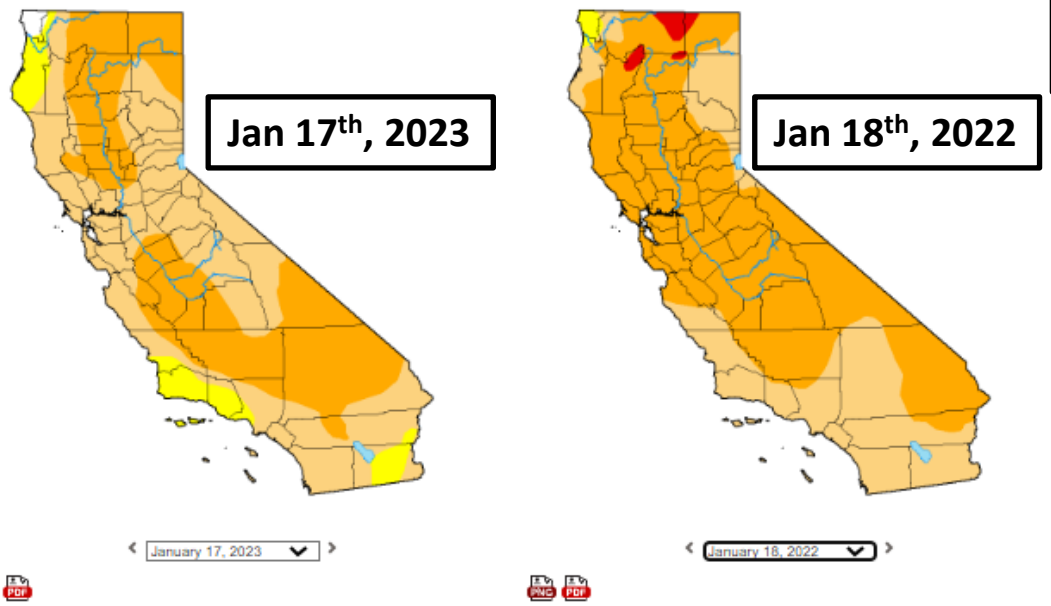 Jan 17th, 2023
Jan 18th, 2022
January 17, 2023
January 18, 2022
PDF
PNG
PDF